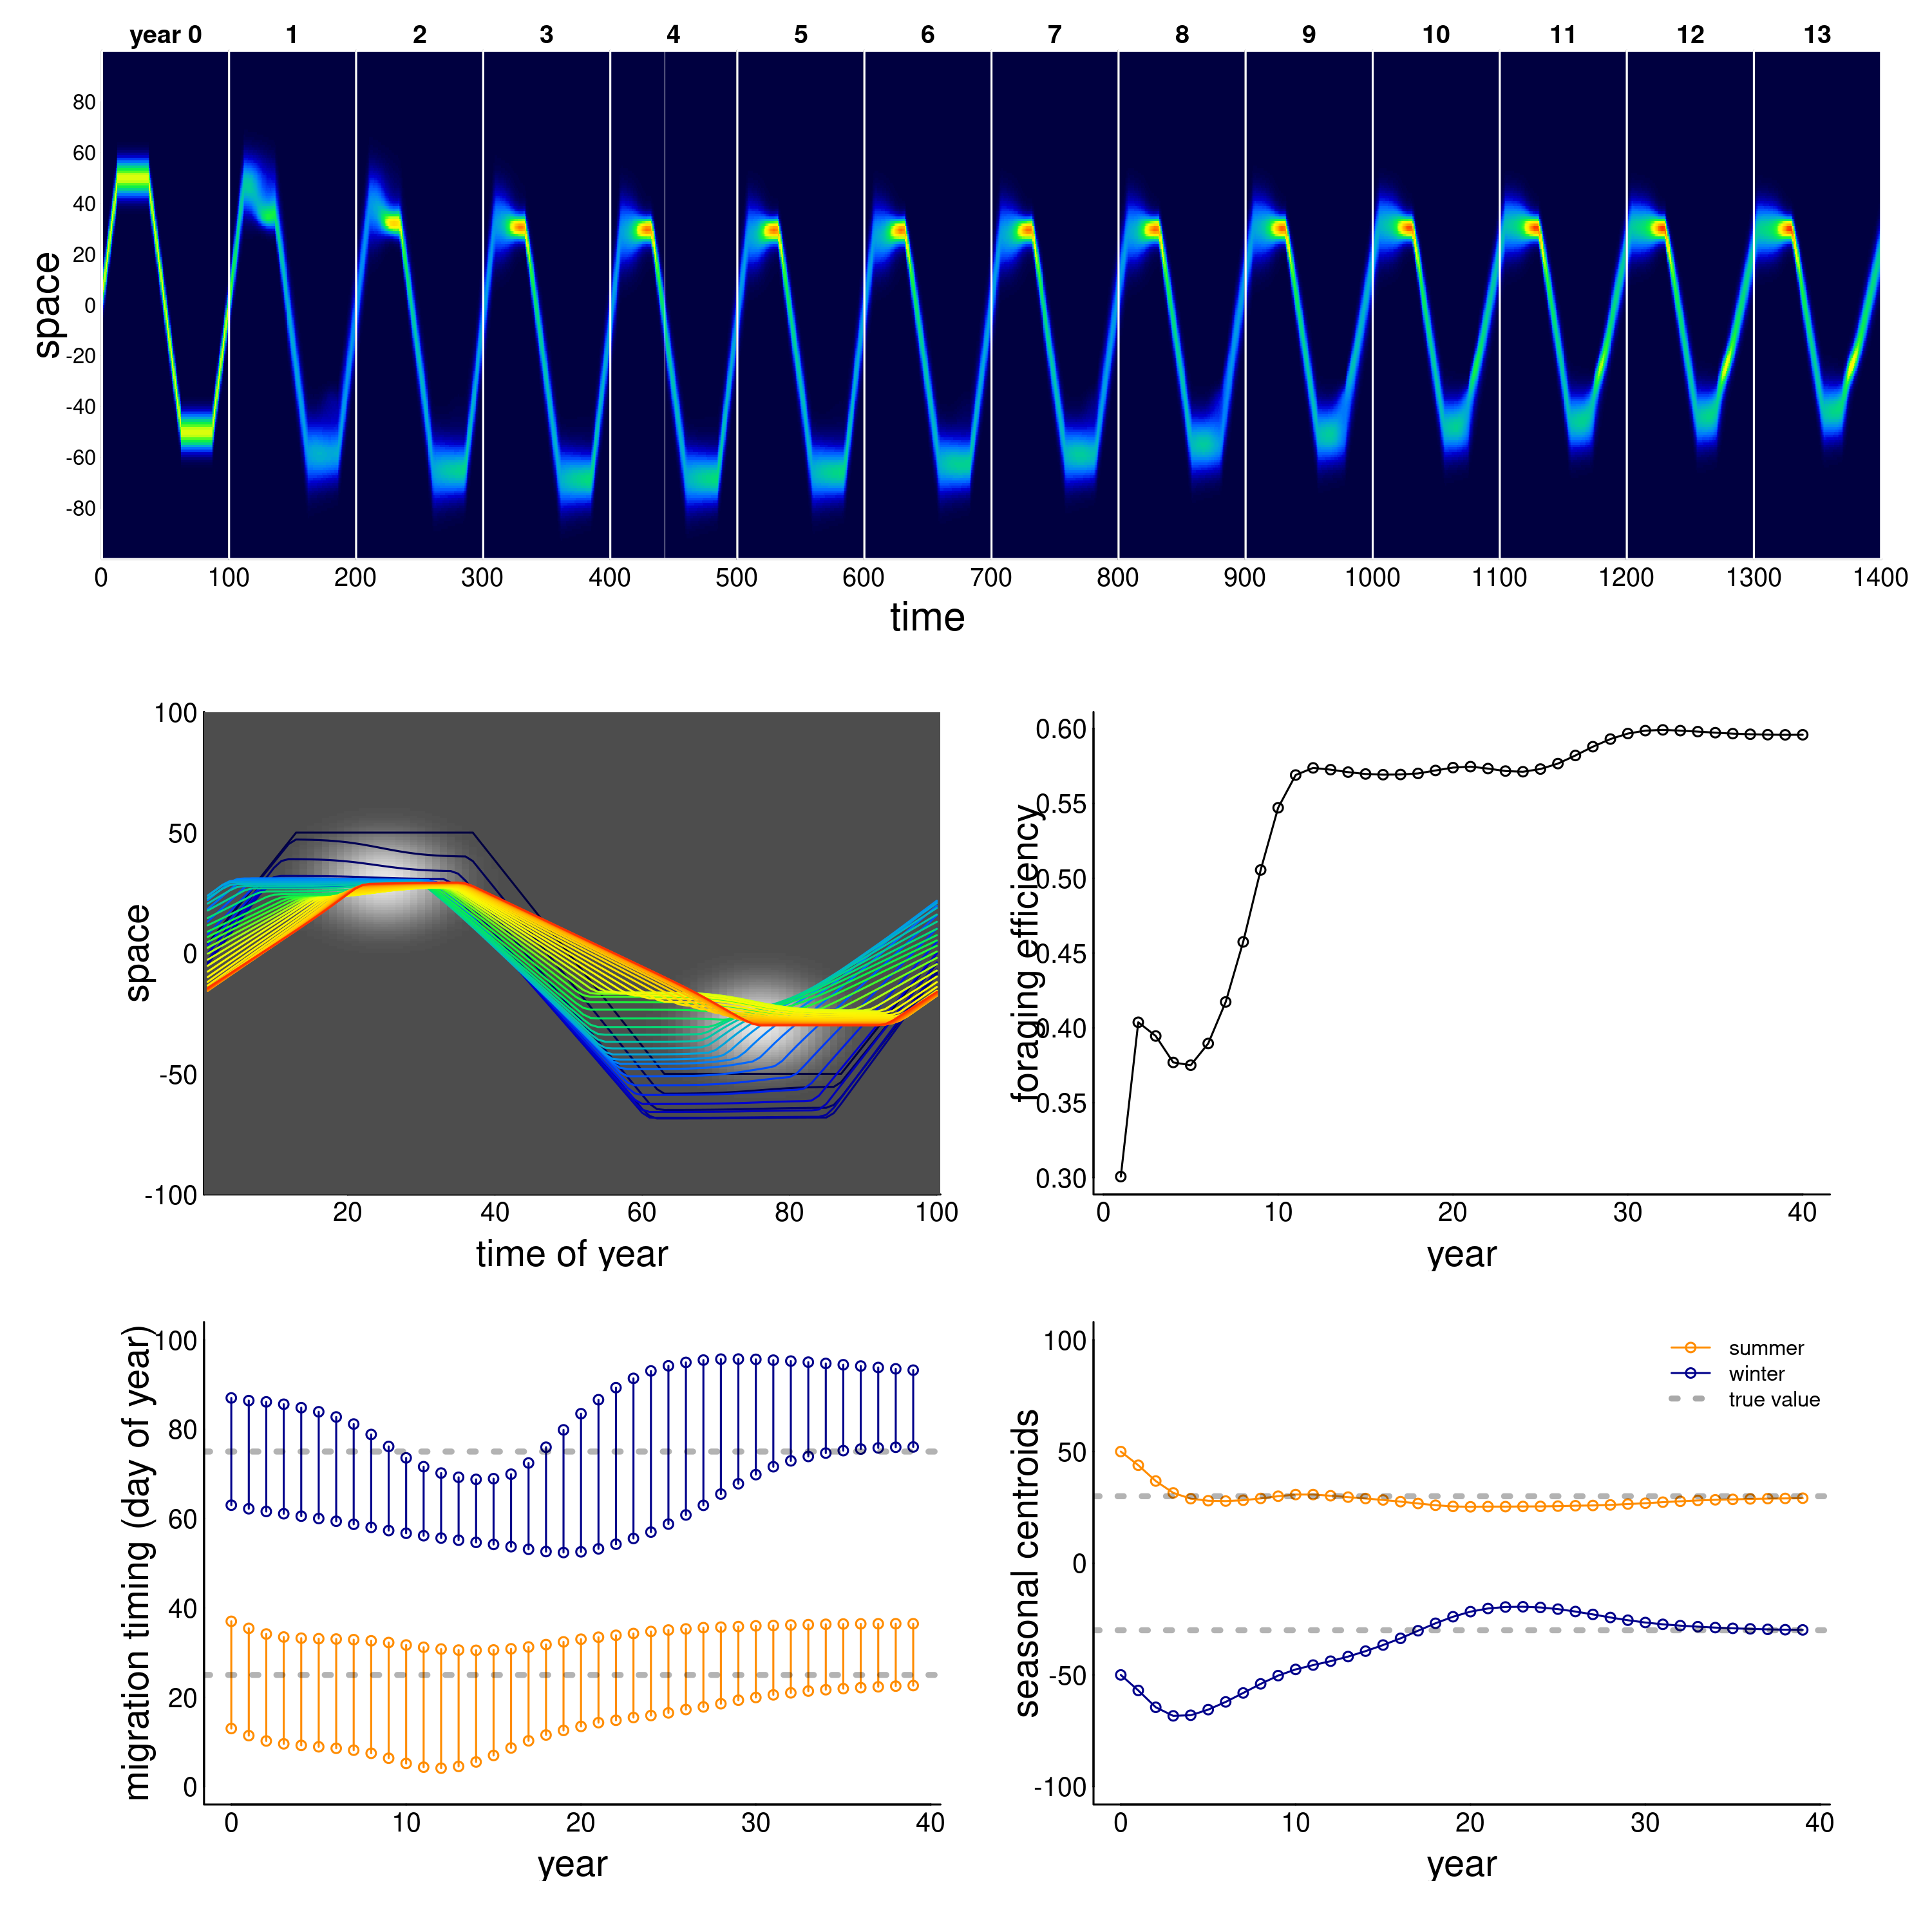 year 0 1 2 3 4 5 6 7 8 9 10 11 12 13
space
80
60
40
20
0
-20
-40
-60
-80
0 100 200 300 400 500 600 700 800 900 1000 1100 1200 1300 1400
time
space
100
50
0
-50
-100
20 40 60 80 100
time of year
foraging efficiency
0.60
0.55
0.50
0.45
0.40
0.35
0.30
0 10 20 30 40
year
migration timing (day of year)
100
80
60
40
20
0
0 10 20 30 40
year
seasonal centroids
100
50
0
-50
-100
summer
winter
true value
0 10 20 30 40
year